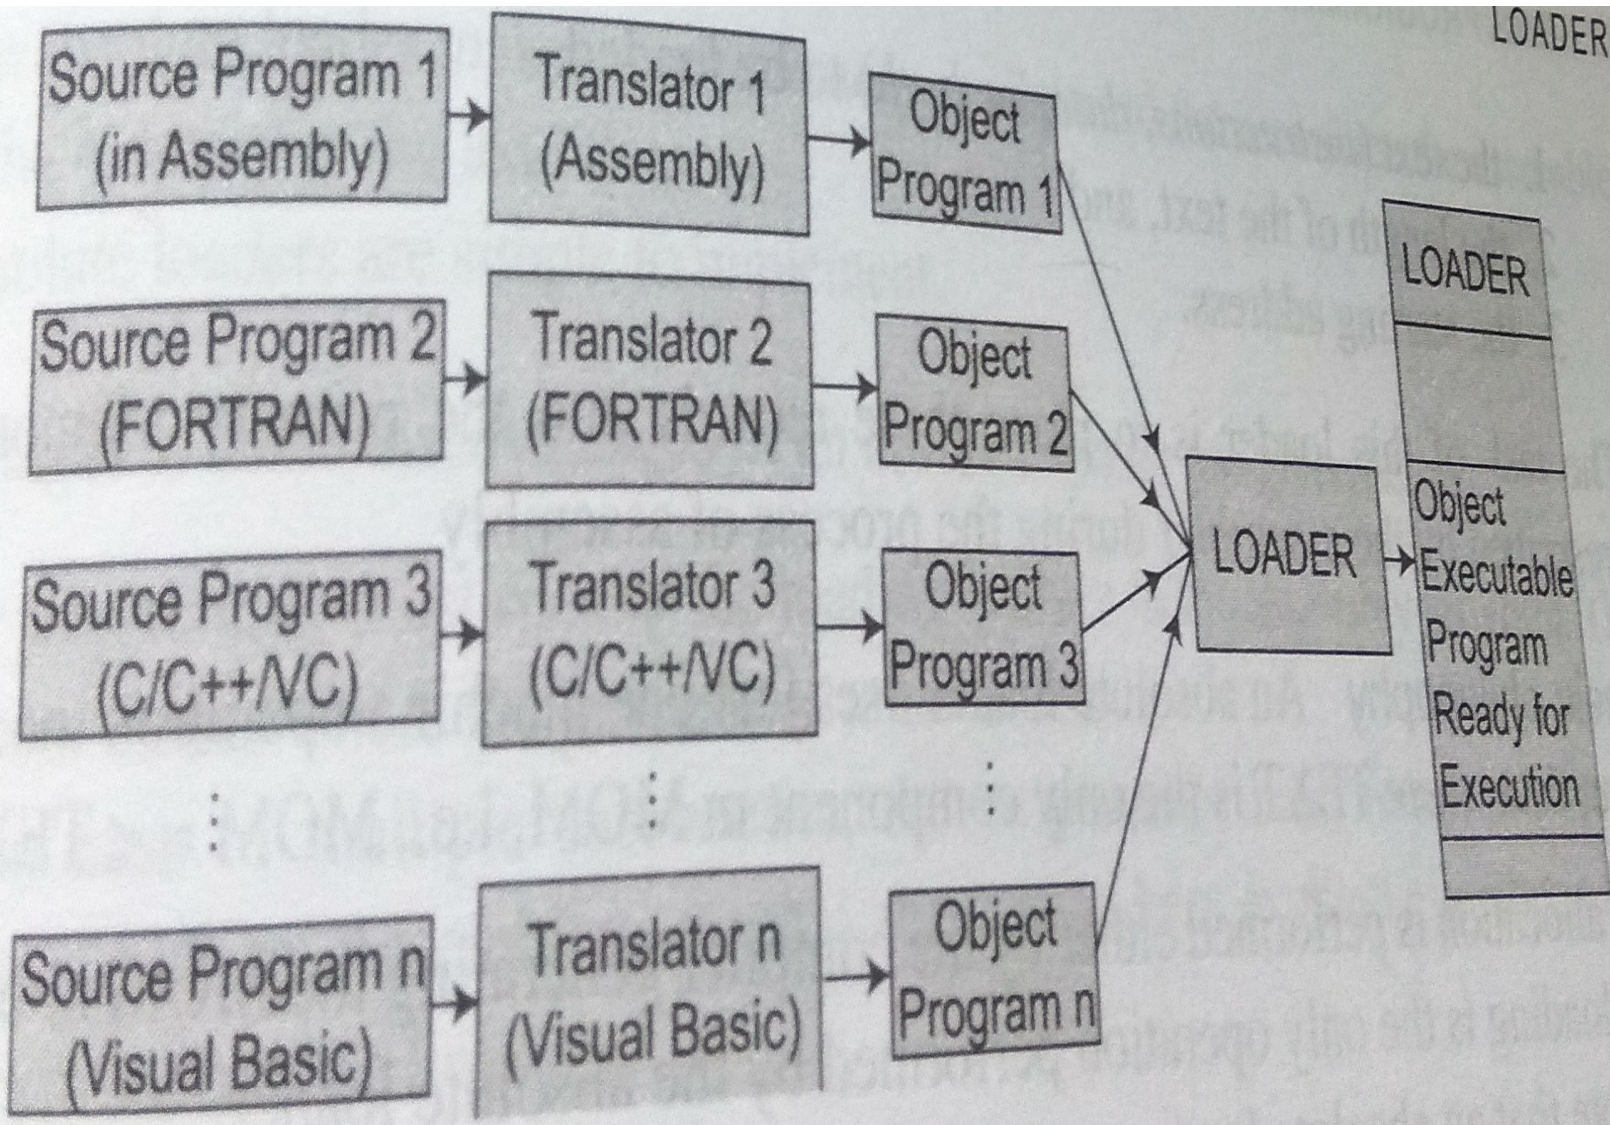 LOADER
Source Program 1
(in Assembly)
Translator 1
(Assembly)
Object
Program 1
Source Program 2
(FORTRAN)
Translator 2
(FORTRAN)
Object
Program 2
Source Program 3
(C/C++/VC)
Translator 3
(C/C++/VC)
Object
Program 3
Source Program n
(Visual Basic)
Translator n
(Visual Basic)
Object
Program n
LOADER
LOADER
Object
Executable
Program
Ready for
Execution